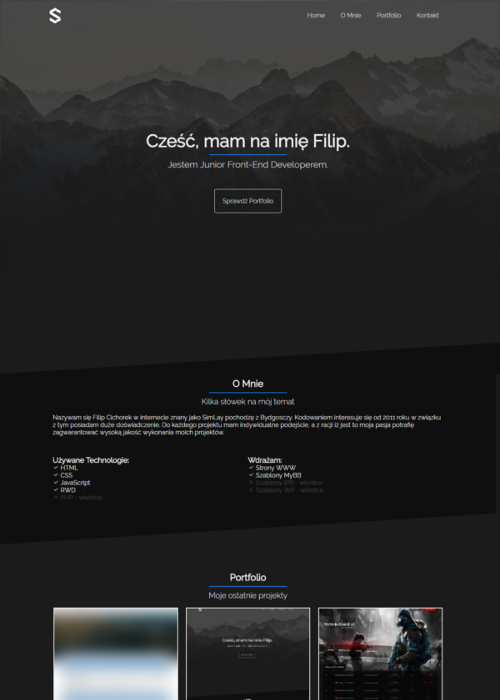 Home O Mnie Portfolio Kontakt
Cześć, mam na imię Filip.
Jestem Junior Front-End Developerem.
Sprawdź Portfolio
O Mnie
Kilka słówek na mój temat
Nazywam się Filip Cichorek w internecie znany jako SimLay pochodzę z Bydgoszczy. Kodowaniem interesuje się od 2011 roku w związku
z tym posiadam duże doświadczenie. Do każdego projektu mam indywidualne podejście, a z racji iż jest to moja pasja potrafię
zagwarantować wysoką jakość wykonania moich projektów.
Używane Technologie:
HTML
CSS
JavaScript
RWD
PHP - wkrótce
Wdrażam:
Strony WWW
Szablony MyBB
Szablony IPS - wkrótce
Szablony WP - wkrótce
Portfolio
Moje ostatnie projekty
Cześć, mam na imię Filip.